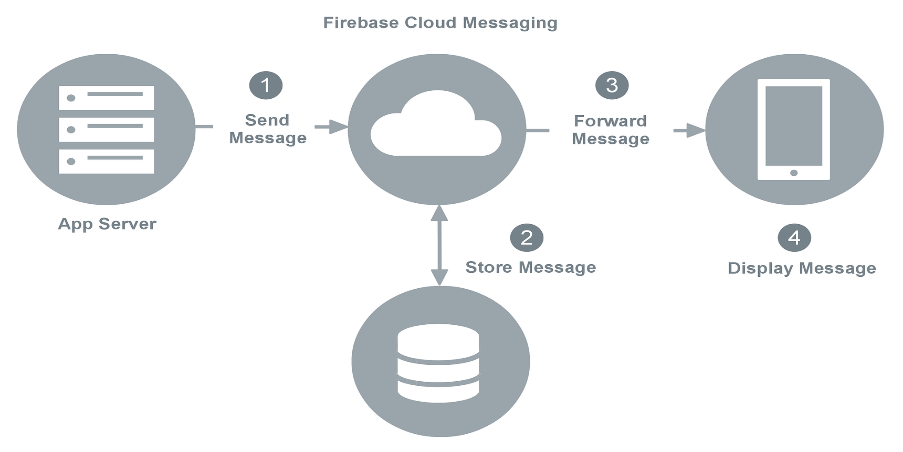 Firebase Cloud Messaging
1
Send
Message
3
Forward
Message
App Server
2
Store Message
4
Display Message